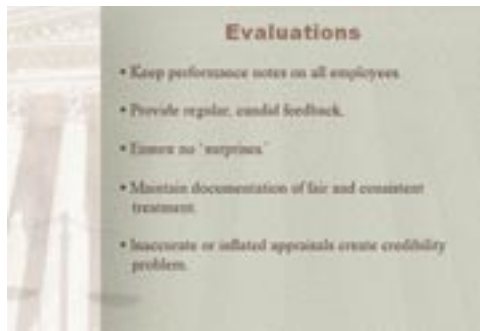 Evaluations
• Keep performance notes on all employees.
• Provide regular, candid feedback.
• Ensure no "surprises."
• Maintain documentation of fair and consistent
treatment.
• Inaccurate or inflated appraisals create credibility
problem.